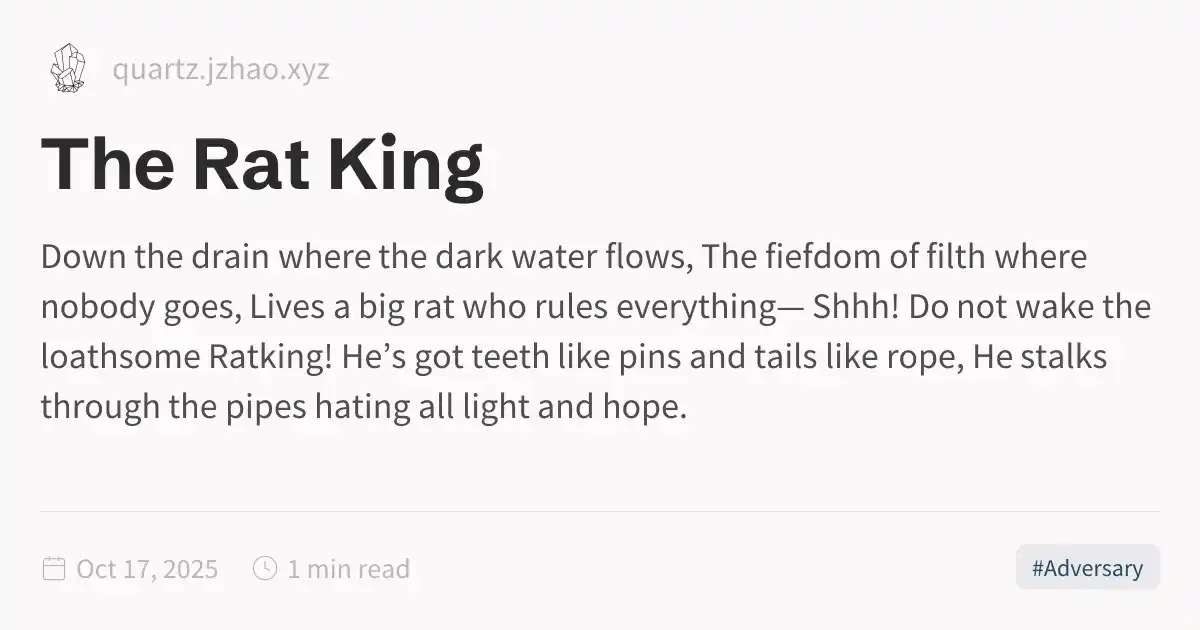 quartz.jzhao.xyz
The Rat King
Down the drain where the dark water flows, The fiefdom of filth where
nobody goes, Lives a big rat who rules everything— Shhh! Do not wake the
loathsome Ratking! He’s got teeth like pins and tails like rope, He stalks
through the pipes hating all light and hope.
Oct 17, 2025 1 min read #Adversary